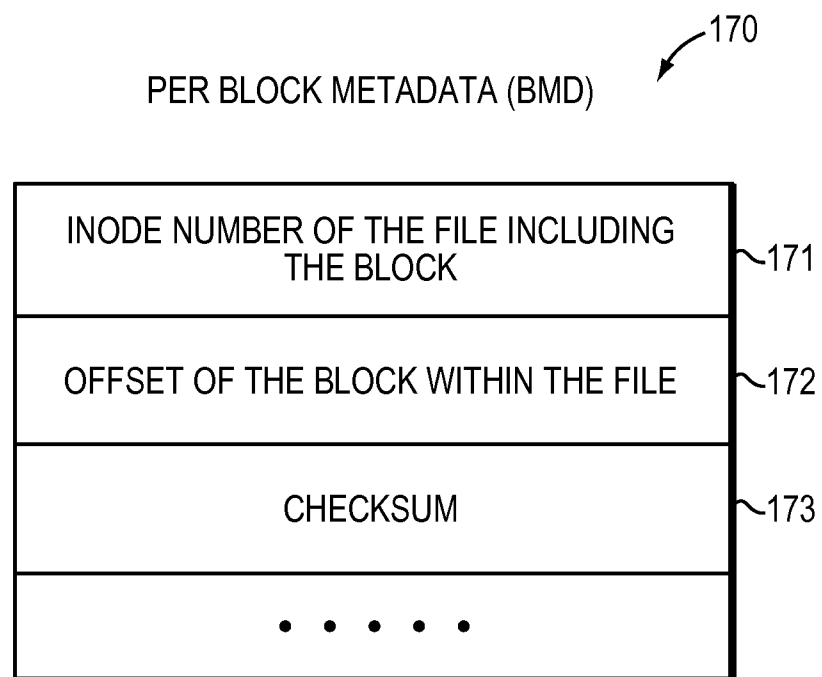 170
PER BLOCK METADATA (BMD)
INODE NUMBER OF THE FILE INCLUDING
THE BLOCK
171
OFFSET OF THE BLOCK WITHIN THE FILE
172
CHECKSUM
173
• • • • •